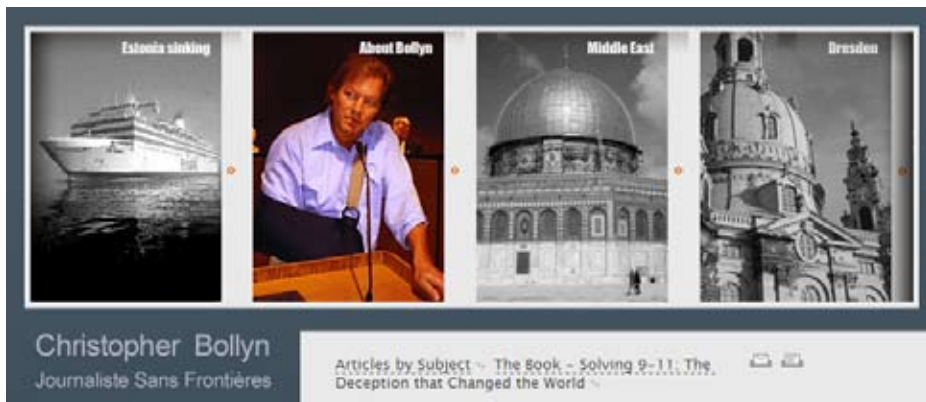 Estonia sinking
About Bollyn
Middle East
Dresden
Christopher Bollyn
Journaliste Sans Frontières
Articles by Subject
The Book – Solving 9-11: The
Deception that Changed the World